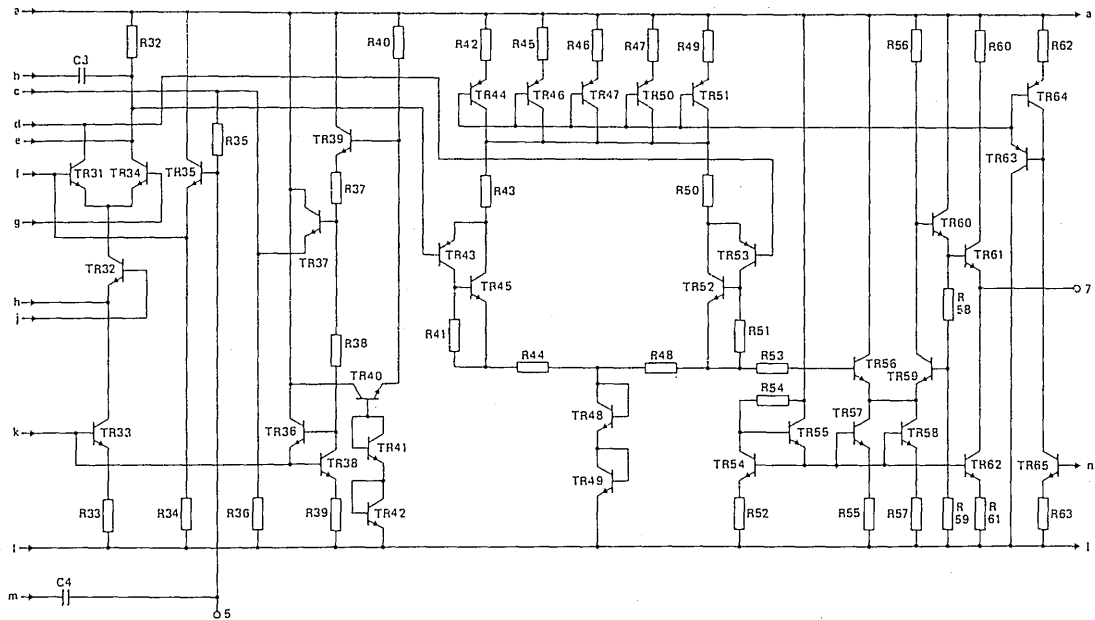 a
a
R32
R40
R42
R45
R46
R47
R49
R56
R60
R62
b
C3
c
TR44
TR46
TR47
TR50
TR51
TR64
d
R35
TR39
e
TR31
TR34
TR35
R37
R43
R50
TR63
g
TR37
TR60
TR43
TR53
TR61
TR32
TR45
TR52
h
7
j
R
58
R41
R51
R38
R44
R48
R53
TR56
TR59
TR40
R54
TR48
TR57
k
TR33
TR36
TR41
TR55
TR58
TR38
TR54
TR62
TR65
n
TR49
R33
R34
R36
R39
TR42
R52
R55
R57
R
59
R
61
R63
l
l
C4
m
5